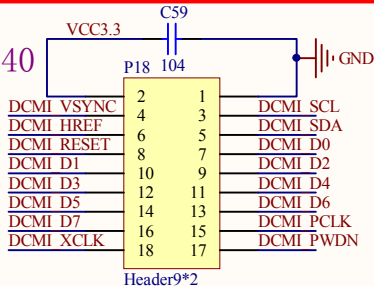 C59
VCC3.3
40
GND
P18 104
2 1
DCMI_VSYNC 4 3 DCMI_SCL
DCMI_HREF 6 5 DCMI_SDA
DCMI_RESET 8 7 DCMI_D0
DCMI_D1 10 9 DCMI_D2
DCMI_D3 12 11 DCMI_D4
DCMI_D5 14 13 DCMI_D6
DCMI_D7 16 15 DCMI_PCLK
DCMI_XCLK 18 17 DCMI_PWDN
Header9*2